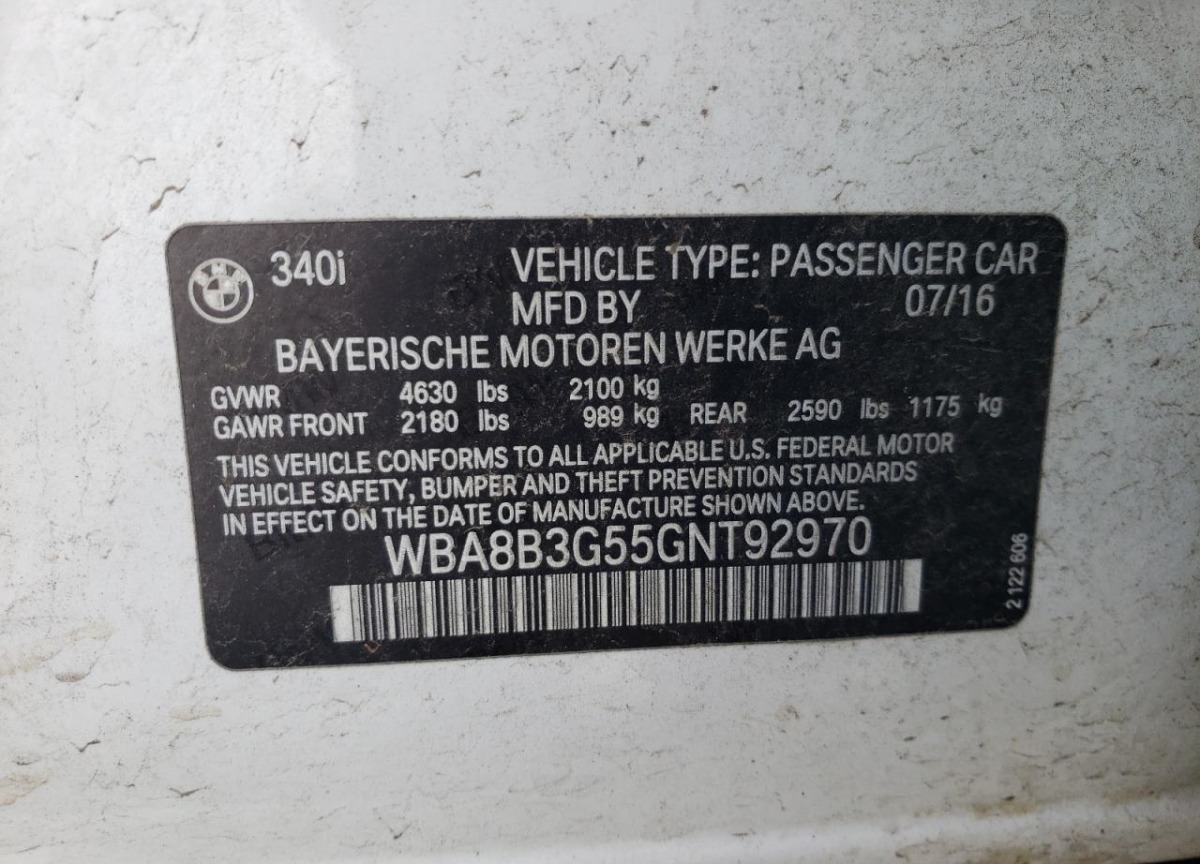 BMW 340i VEHICLE TYPE: PASSENGER CAR
MFD BY 07/16
BAYERISCHE MOTOREN WERKE AG
GVWR 4630 lbs 2100 kg
GAWR FRONT 2180 lbs 989 kg REAR 2590 lbs 1175 kg
THIS VEHICLE CONFORMS TO ALL APPLICABLE U.S. FEDERAL MOTOR
VEHICLE SAFETY, BUMPER AND THEFT PREVENTION STANDARDS
IN EFFECT ON THE DATE OF MANUFACTURE SHOWN ABOVE.
WBA8B3G55GNT92970
2 122 606